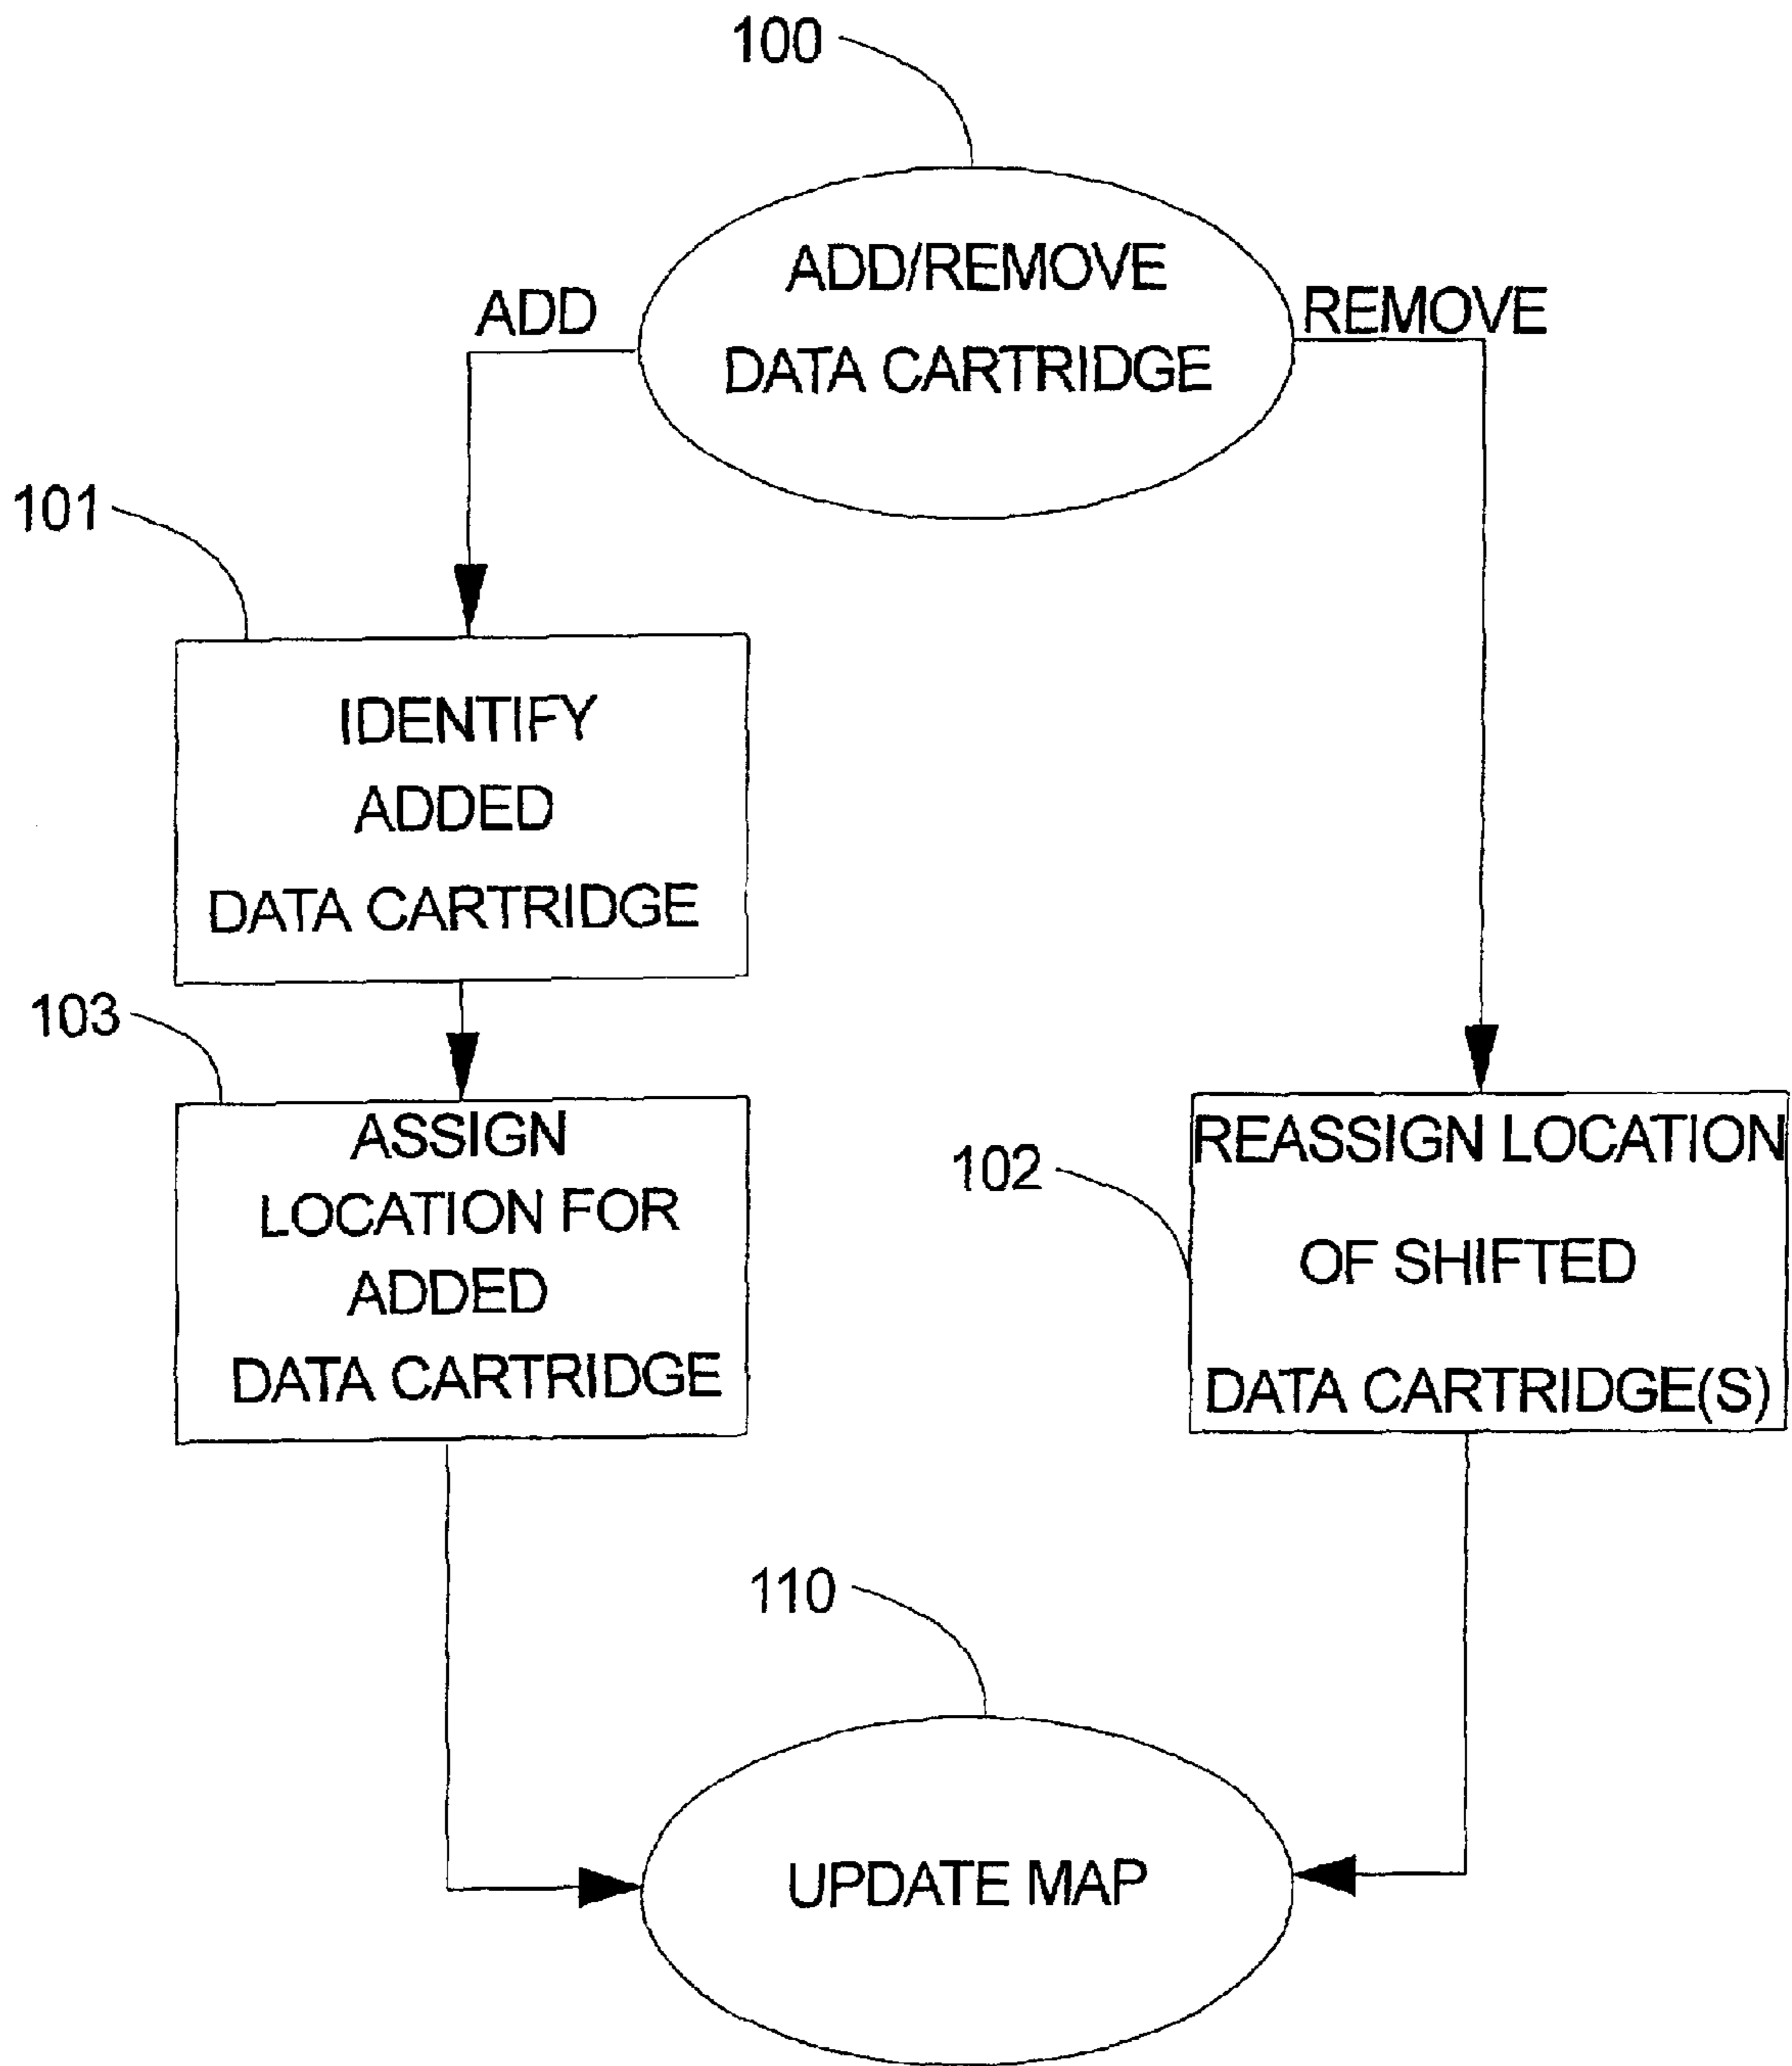 100
ADD/REMOVE
DATA CARTRIDGE
ADD
REMOVE
101
IDENTIFY
ADDED
DATA CARTRIDGE
103
ASSIGN
LOCATION FOR
ADDED
DATA CARTRIDGE
102
REASSIGN LOCATION
OF SHIFTED
DATA CARTRIDGE(S)
110
UPDATE MAP